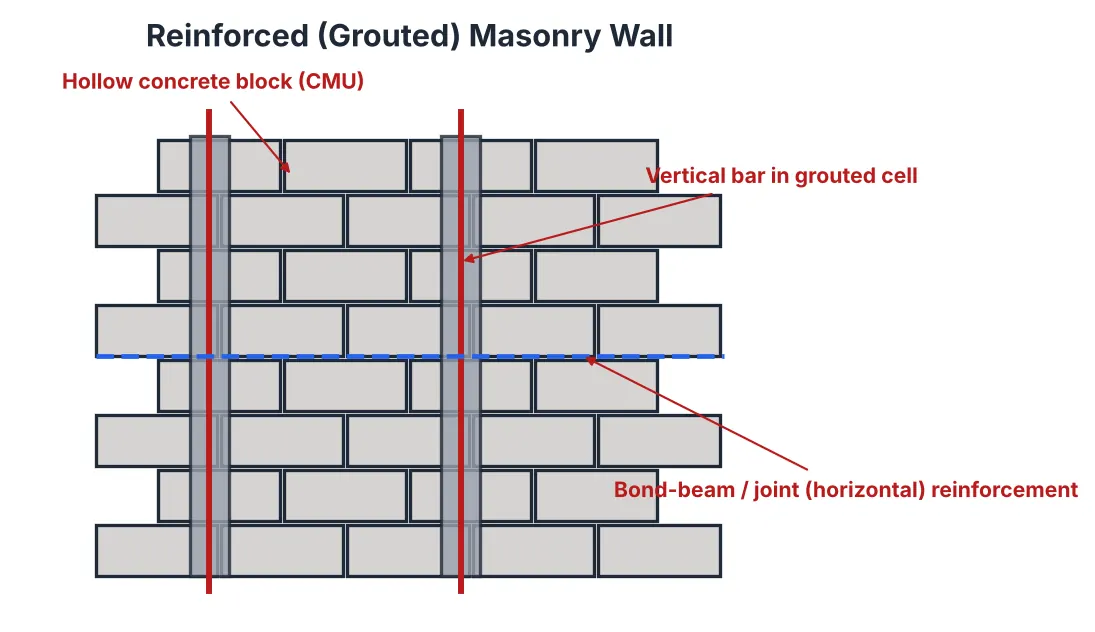 Reinforced (Grouted) Masonry Wall
Hollow concrete block (CMU)
Vertical bar in grouted cell
Bond-beam / joint (horizontal) reinforcement